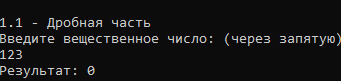 1.1 - Дробная часть
Введите вещественное число: (через запятую)
123
Результат: 0